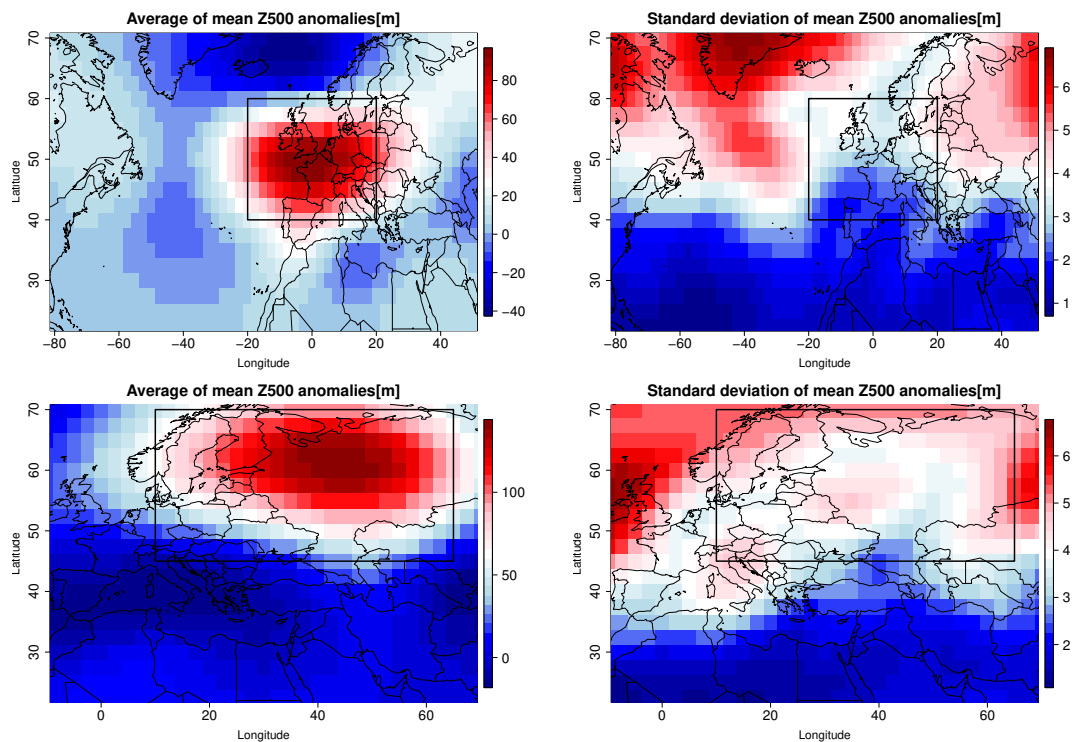 Average of mean Z500 anomalies[m]
Latitude
30 40 50 60 70
−80 −60 −40 −20 0 20 40
Longitude
−40 −20 0 20 40 60 80
Standard deviation of mean Z500 anomalies[m]
Latitude
30 40 50 60 70
−80 −60 −40 −20 0 20 40
Longitude
1 2 3 4 5 6
Average of mean Z500 anomalies[m]
Latitude
30 40 50 60 70
0 20 40 60
Longitude
0 50 100
Standard deviation of mean Z500 anomalies[m]
Latitude
30 40 50 60 70
0 20 40 60
Longitude
2 3 4 5 6